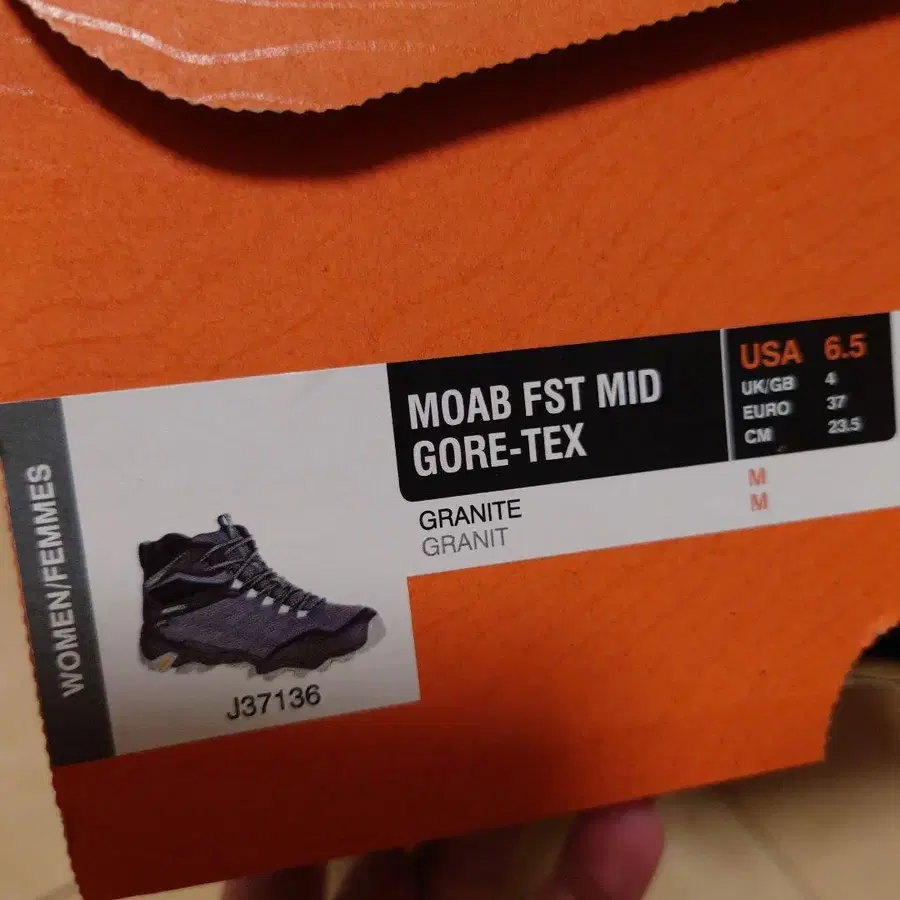 WOMEN/FEMMES
J37136
MOAB FST MID
GORE-TEX
GRANITE
GRANIT
USA 6.5
UK/GB 4
EURO 37
CM 23.5
M
M